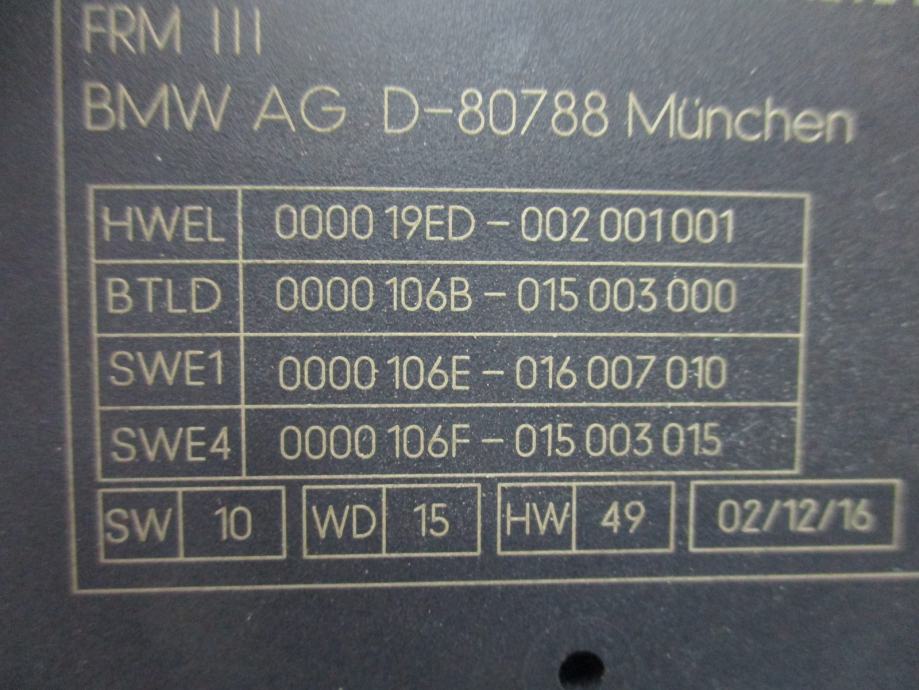 FRM III
BMW AG D-80788 München
HWEL 0000 19ED - 002 001 001
BTLD 0000 106B - 015 003 000
SWE1 0000 106E - 016 007 010
SWE4 0000 106F - 015 003 015
SW 10 WD 15 HW 49 02/12/16